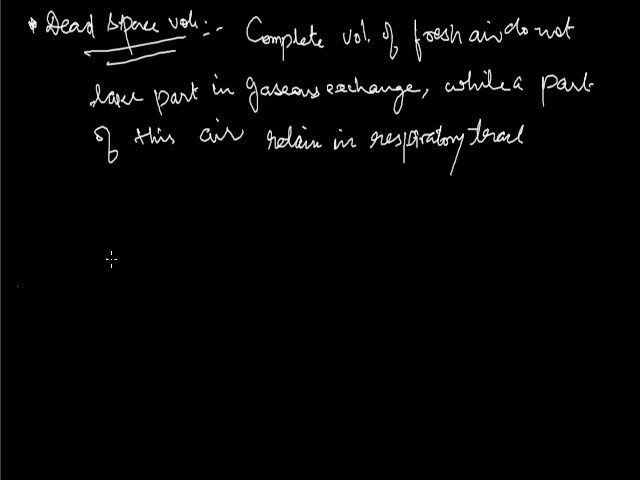 * Dead space vol:- Complete vol. of fresh air do not
take part in gaseous exchange, while a part
of this air retain in respiratory tract